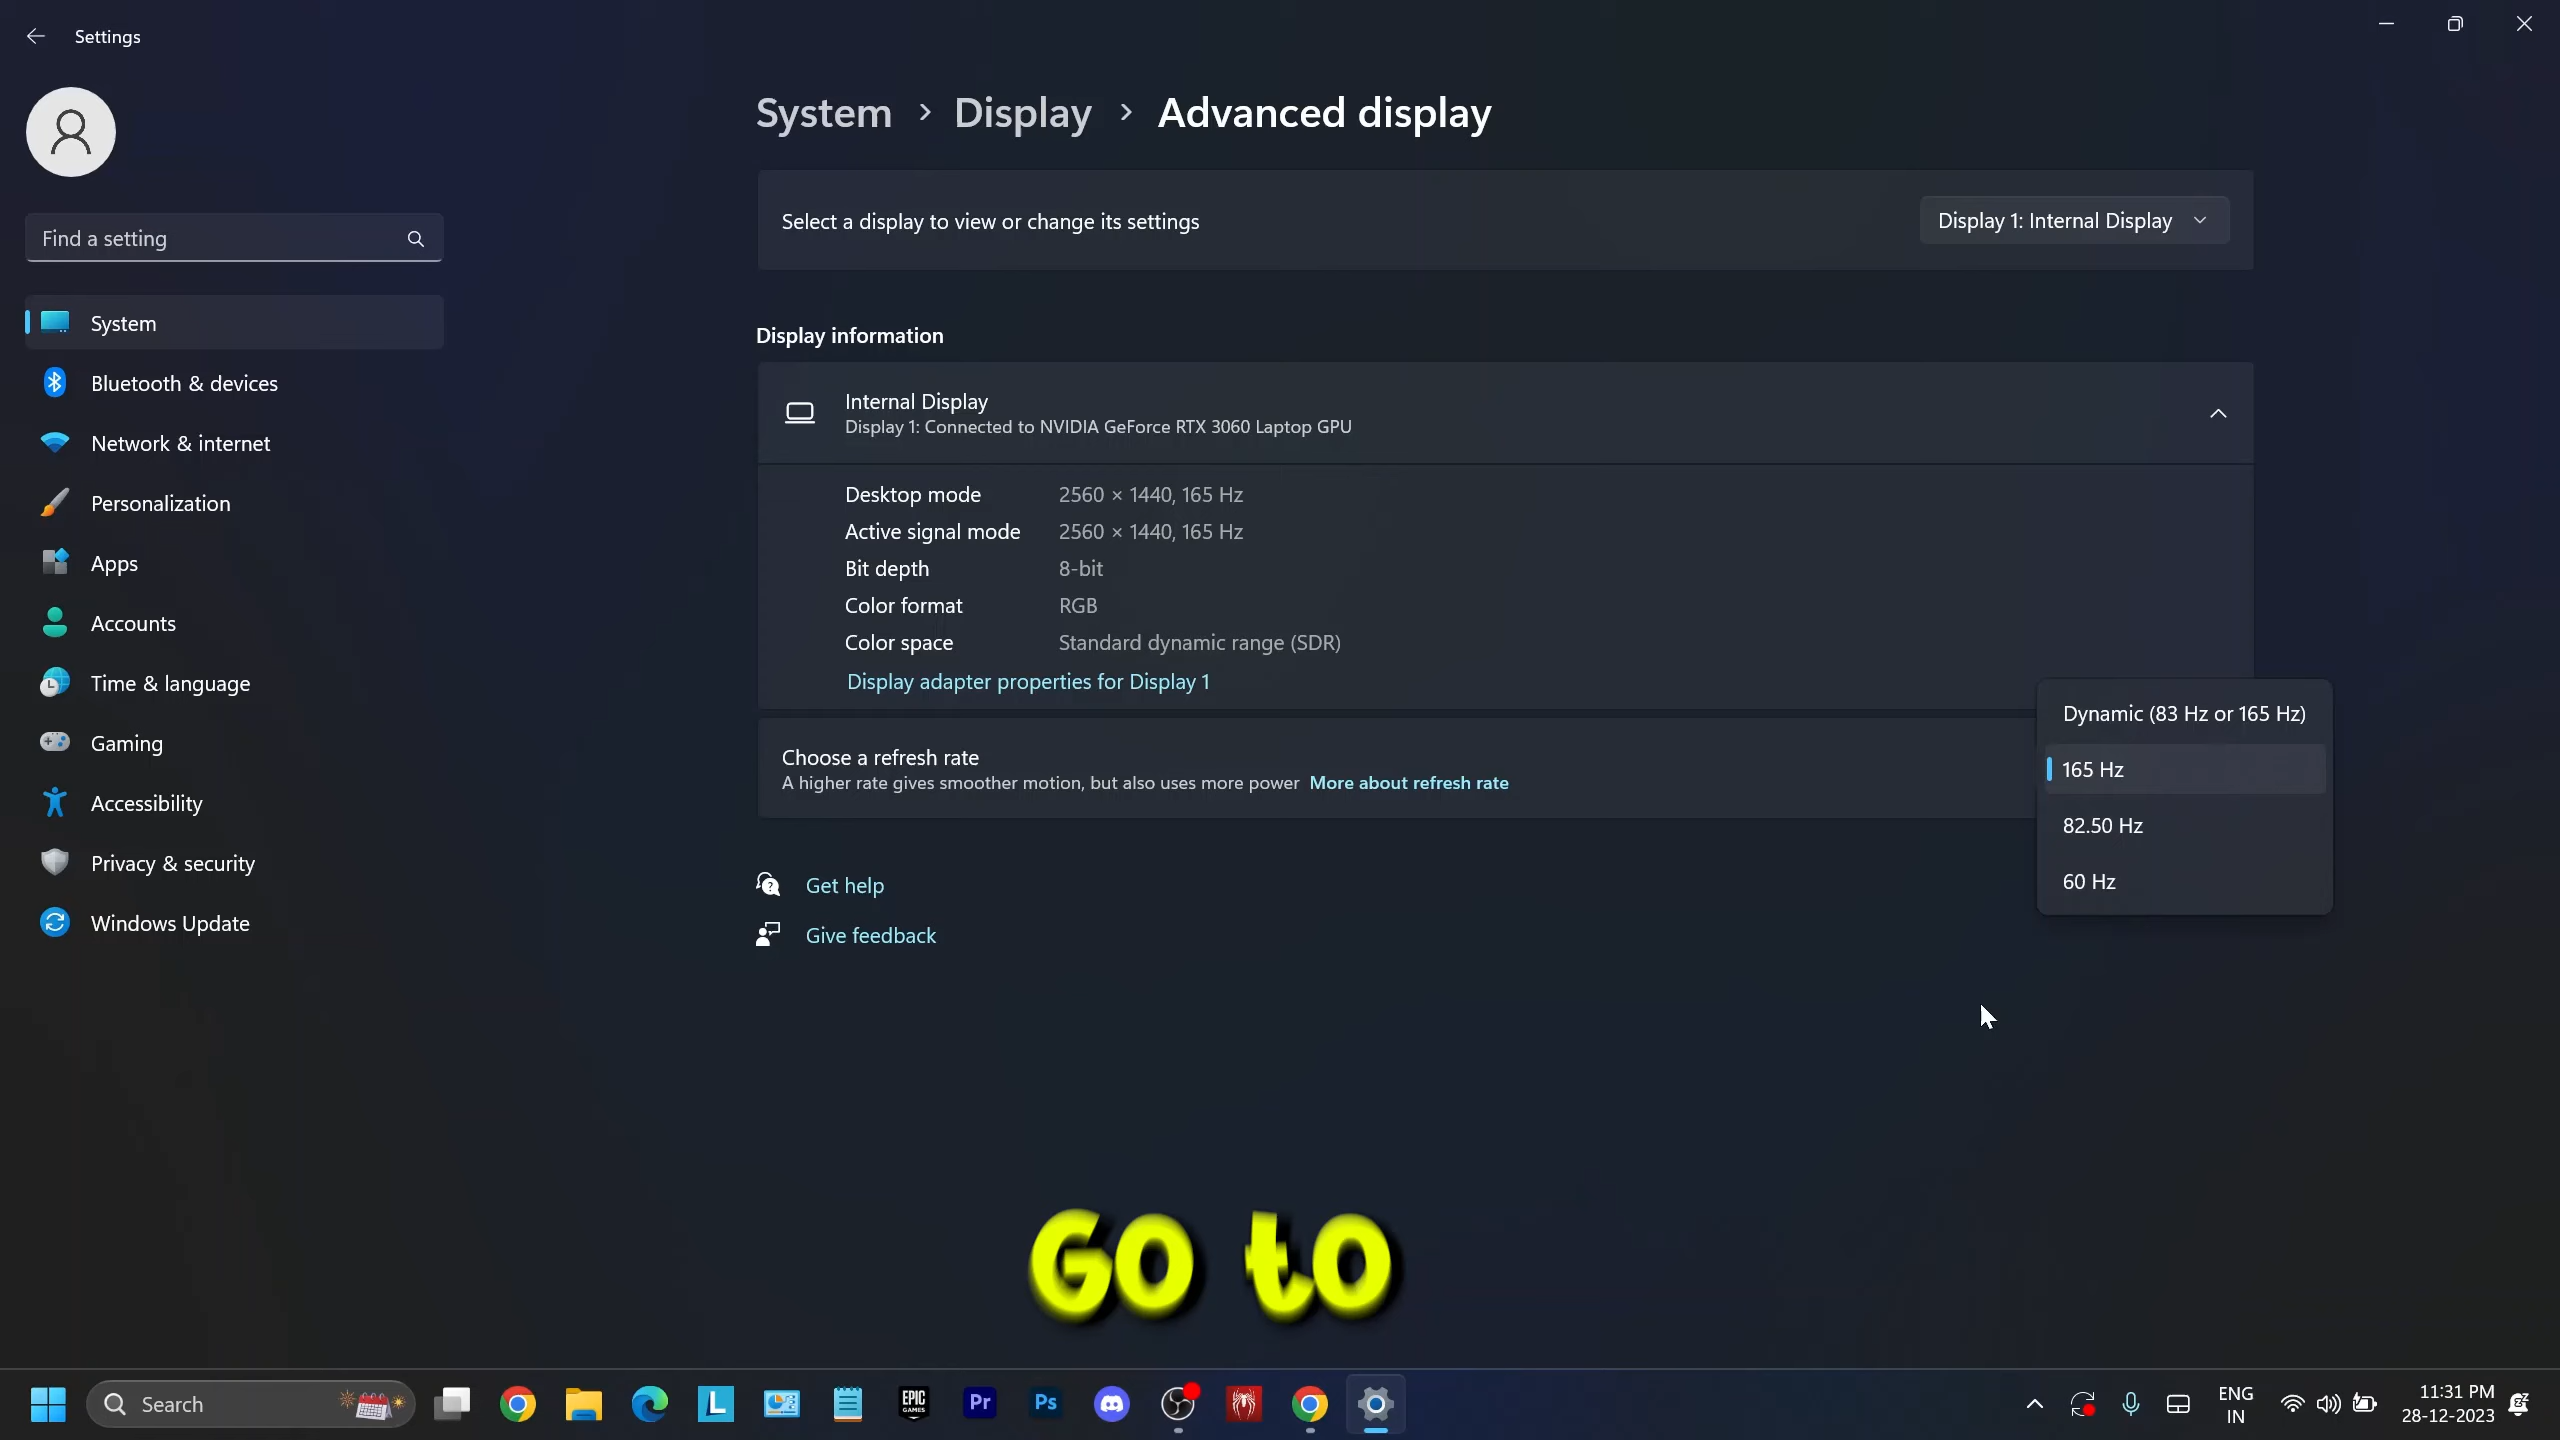 Settings
System > Display > Advanced display
Find a setting
System
Bluetooth & devices
Network & internet
Personalization
Apps
Accounts
Time & language
Gaming
Accessibility
Privacy & security
Windows Update
Select a display to view or change its settings
Display 1: Internal Display
Display information
Internal Display
Display 1: Connected to NVIDIA GeForce RTX 3060 Laptop GPU
Desktop mode 2560 × 1440, 165 Hz
Active signal mode 2560 × 1440, 165 Hz
Bit depth 8-bit
Color format RGB
Color space Standard dynamic range (SDR)
Display adapter properties for Display 1
Choose a refresh rate
A higher rate gives smoother motion, but also uses more power More about refresh rate
Dynamic (83 Hz or 165 Hz)
165 Hz
82.50 Hz
60 Hz
Get help
Give feedback
Go to
Search
L
EPIC
GAMES
Pr
Ps
ENG
IN
11:31 PM
28-12-2023